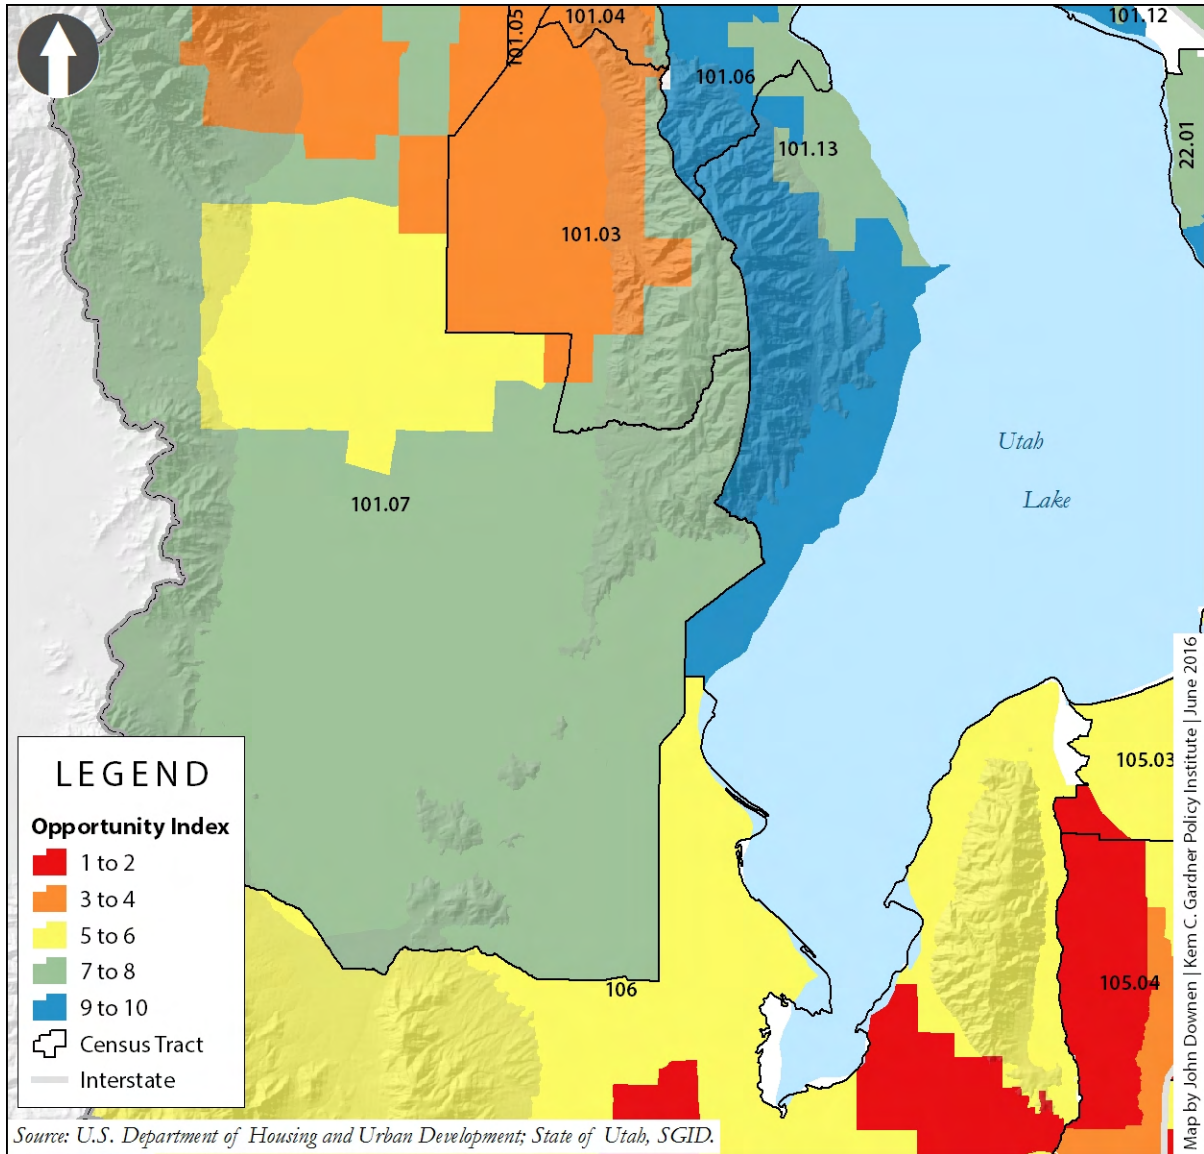 101.05
101.04
101.12
101.06
22.01
101.13
101.03
Utah
Lake
101.07
105.03
105.04
106
LEGEND
Opportunity Index
1 to 2
3 to 4
5 to 6
7 to 8
9 to 10
Census Tract
Interstate
Source: U.S. Department of Housing and Urban Development; State of Utah, SGID.
Map by John Downen | Kem C. Gardner Policy Institute | June 2016